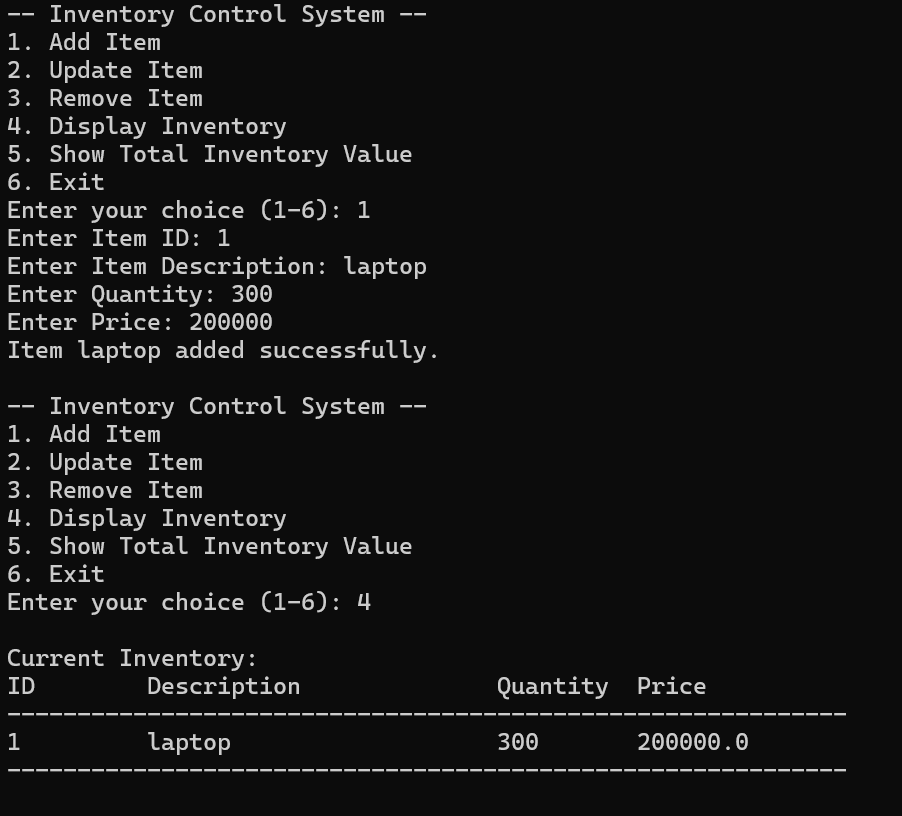 -- Inventory Control System --
1. Add Item
2. Update Item
3. Remove Item
4. Display Inventory
5. Show Total Inventory Value
6. Exit
Enter your choice (1-6): 1
Enter Item ID: 1
Enter Item Description: laptop
Enter Quantity: 300
Enter Price: 200000
Item laptop added successfully.
-- Inventory Control System --
1. Add Item
2. Update Item
3. Remove Item
4. Display Inventory
5. Show Total Inventory Value
6. Exit
Enter your choice (1-6): 4
Current Inventory:
ID Description Quantity Price
------------------------------------------------------------
1 laptop 300 200000.0
------------------------------------------------------------